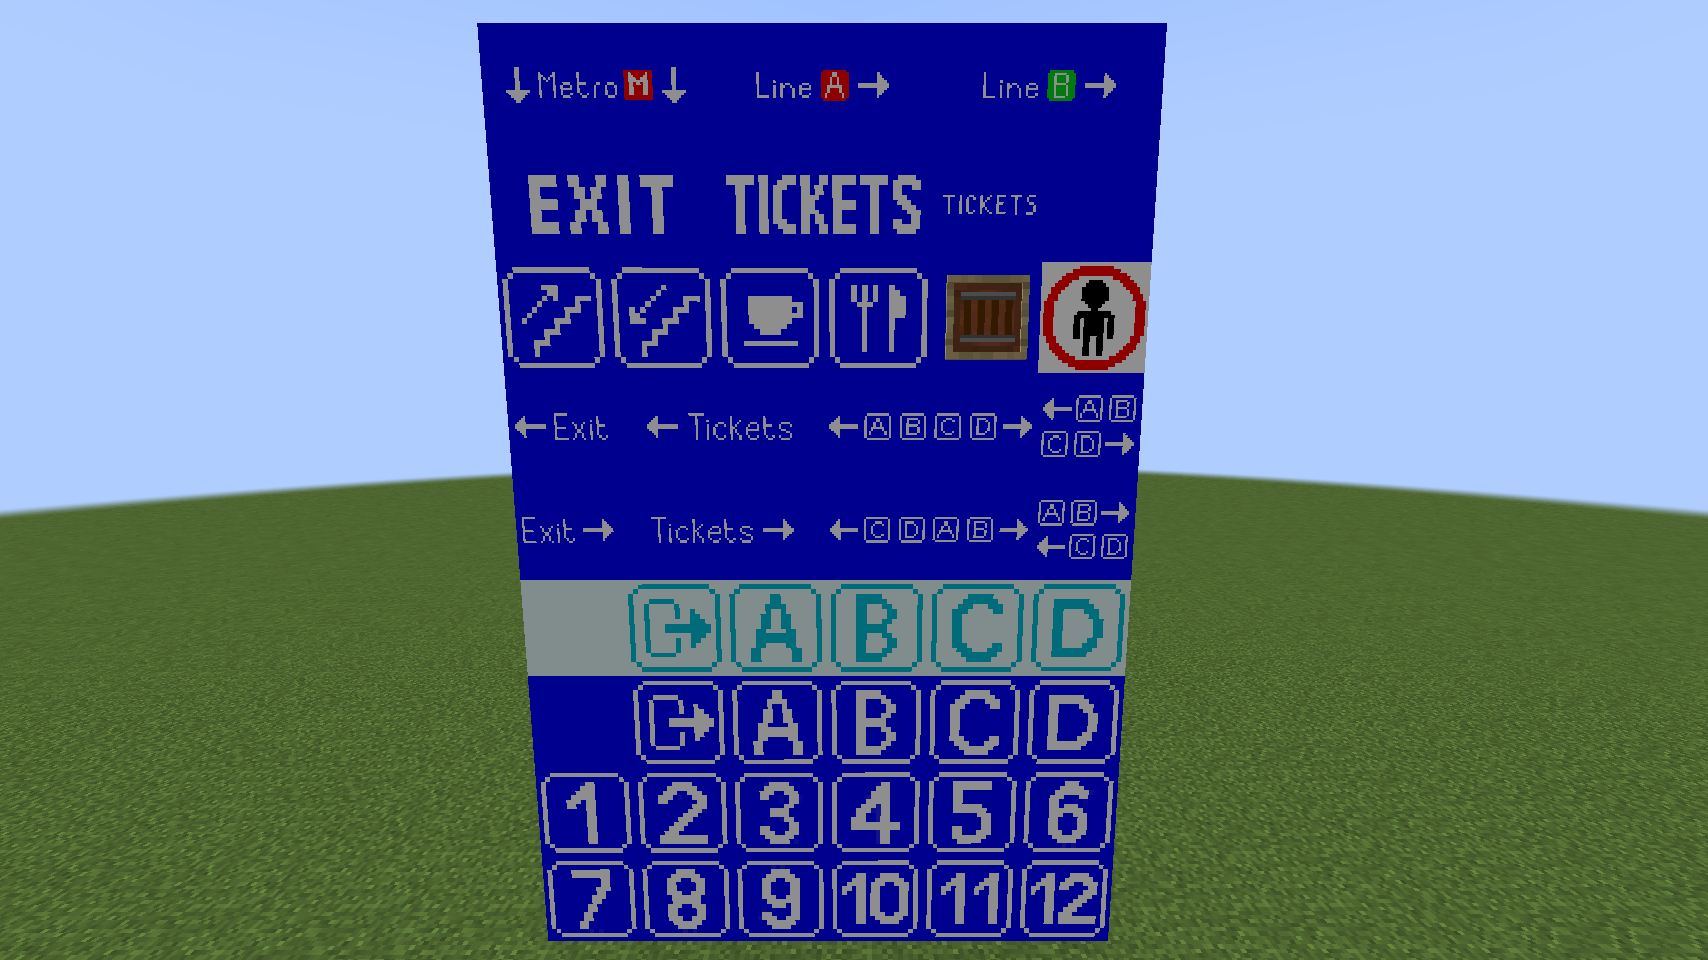 ↓ Metro M ↓ Line A → Line B →
EXIT TICKETS TICKETS
← Exit ← Tickets ← A B C D → ← A B
C D →
Exit → Tickets → ← C D A B → A B →
← C D
A B C D
A B C D
1 2 3 4 5 6
7 8 9 10 11 12